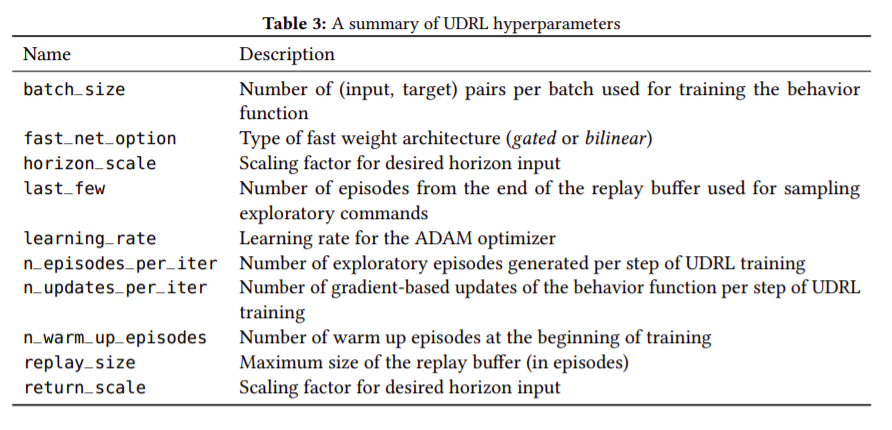 Table 3: A summary of UDRL hyperparameters
Name Description
batch_size Number of (input, target) pairs per batch used for training the behavior
function
fast_net_option Type of fast weight architecture (gated or bilinear)
horizon_scale Scaling factor for desired horizon input
last_few Number of episodes from the end of the replay buffer used for sampling
exploratory commands
learning_rate Learning rate for the ADAM optimizer
n_episodes_per_iter Number of exploratory episodes generated per step of UDRL training
n_updates_per_iter Number of gradient-based updates of the behavior function per step of UDRL
training
n_warm_up_episodes Number of warm up episodes at the beginning of training
replay_size Maximum size of the replay buffer (in episodes)
return_scale Scaling factor for desired horizon input